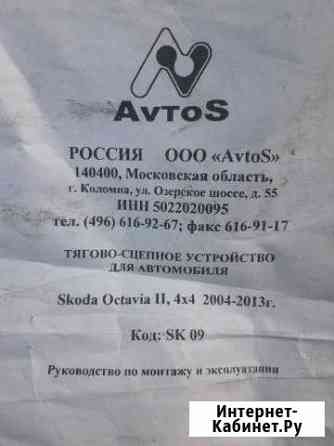 AvtoS
РОССИЯ ООО «AvtoS»
140400, Московская область,
г. Коломна, ул. Озерское шоссе, д. 55
ИНН 5022020095
тел. (496) 616-92-67; факс 616-91-17
ТЯГОВО-СЦЕПНОЕ УСТРОЙСТВО
ДЛЯ АВТОМОБИЛЯ
Skoda Octavia II, 4x4 2004-2013г.
Код: SK 09
Руководство по монтажу и эксплуатации
Интернет-
Кабинет.Ру